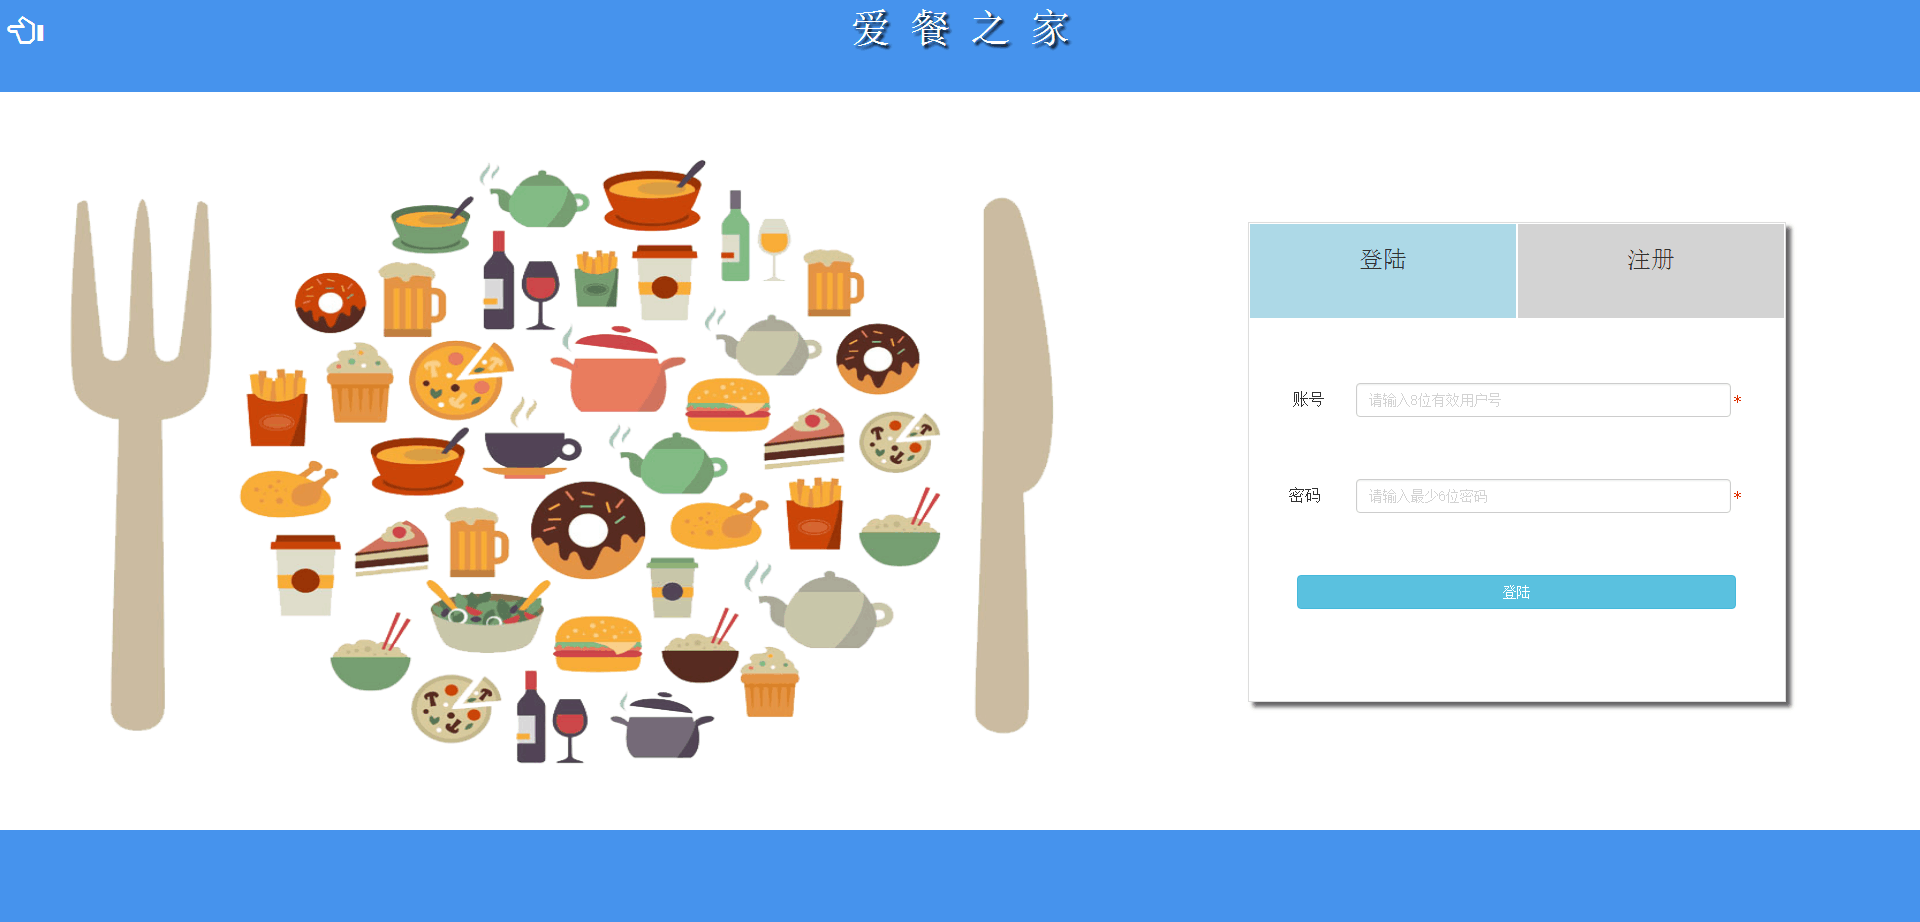 爱餐之家
登陆 注册
账号 请输入8位有效用户号 *
密码 请输入最少6位密码 *
登陆